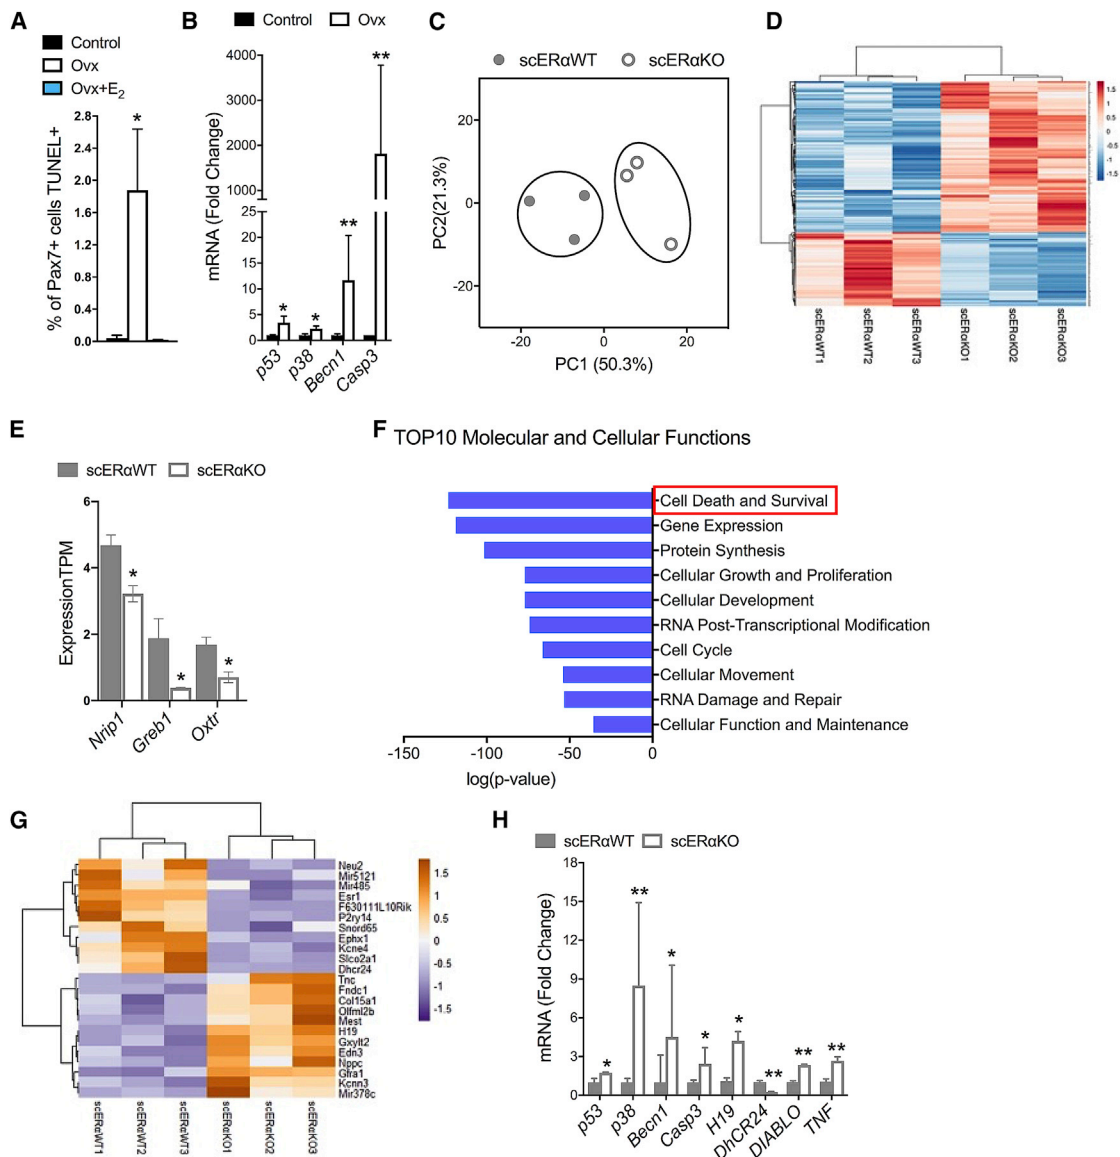 A
Control
Ovx
Ovx+E2
% of Pax7+ cells TUNEL+
2.8
2.4
2.0
1.6
1.2
0.8
0.4
0.0
*
B
Control
Ovx
mRNA (Fold Change)
4000
3000
2000
1000
25
20
15
10
5
0
*
*
**
**
p53
p38
Becn1
Casp3
C
scERαWT
scERαKO
PC2(21.3%)
20
0
-20
-20
0
20
PC1 (50.3%)
D
1.5
1
0.5
0
-0.5
-1
-1.5
scERαWT1
scERαWT2
scERαWT3
scERαKO1
scERαKO2
scERαKO3
E
scERαWT
scERαKO
ExpressionTPM
6
4
2
0
*
*
*
Nrip1
Greb1
Oxtr
F
TOP10 Molecular and Cellular Functions
Cell Death and Survival
Gene Expression
Protein Synthesis
Cellular Growth and Proliferation
Cellular Development
RNA Post-Transcriptional Modification
Cell Cycle
Cellular Movement
RNA Damage and Repair
Cellular Function and Maintenance
-150
-100
-50
0
log(p-value)
G
Neu2
Mir5121
Mir485
Esr1
F630111L10Rik
P2ry14
Snord65
Ephx1
Kcne4
Slco2a1
Dhcr24
Tnc
Fndc1
Col15a1
Olfml2b
Mest
H19
Gxylt2
Edn3
Nppc
Gfra1
Kcnn3
Mir378c
1.5
1
0.5
0
-0.5
-1
-1.5
scERαWT1
scERαWT2
scERαWT3
scERαKO1
scERαKO2
scERαKO3
H
scERαWT
scERαKO
mRNA (Fold Change)
18
15
12
9
6
3
0
*
**
*
*
*
**
**
**
p53
p38
Becn1
Casp3
H19
DhCR24
DIABLO
TNF